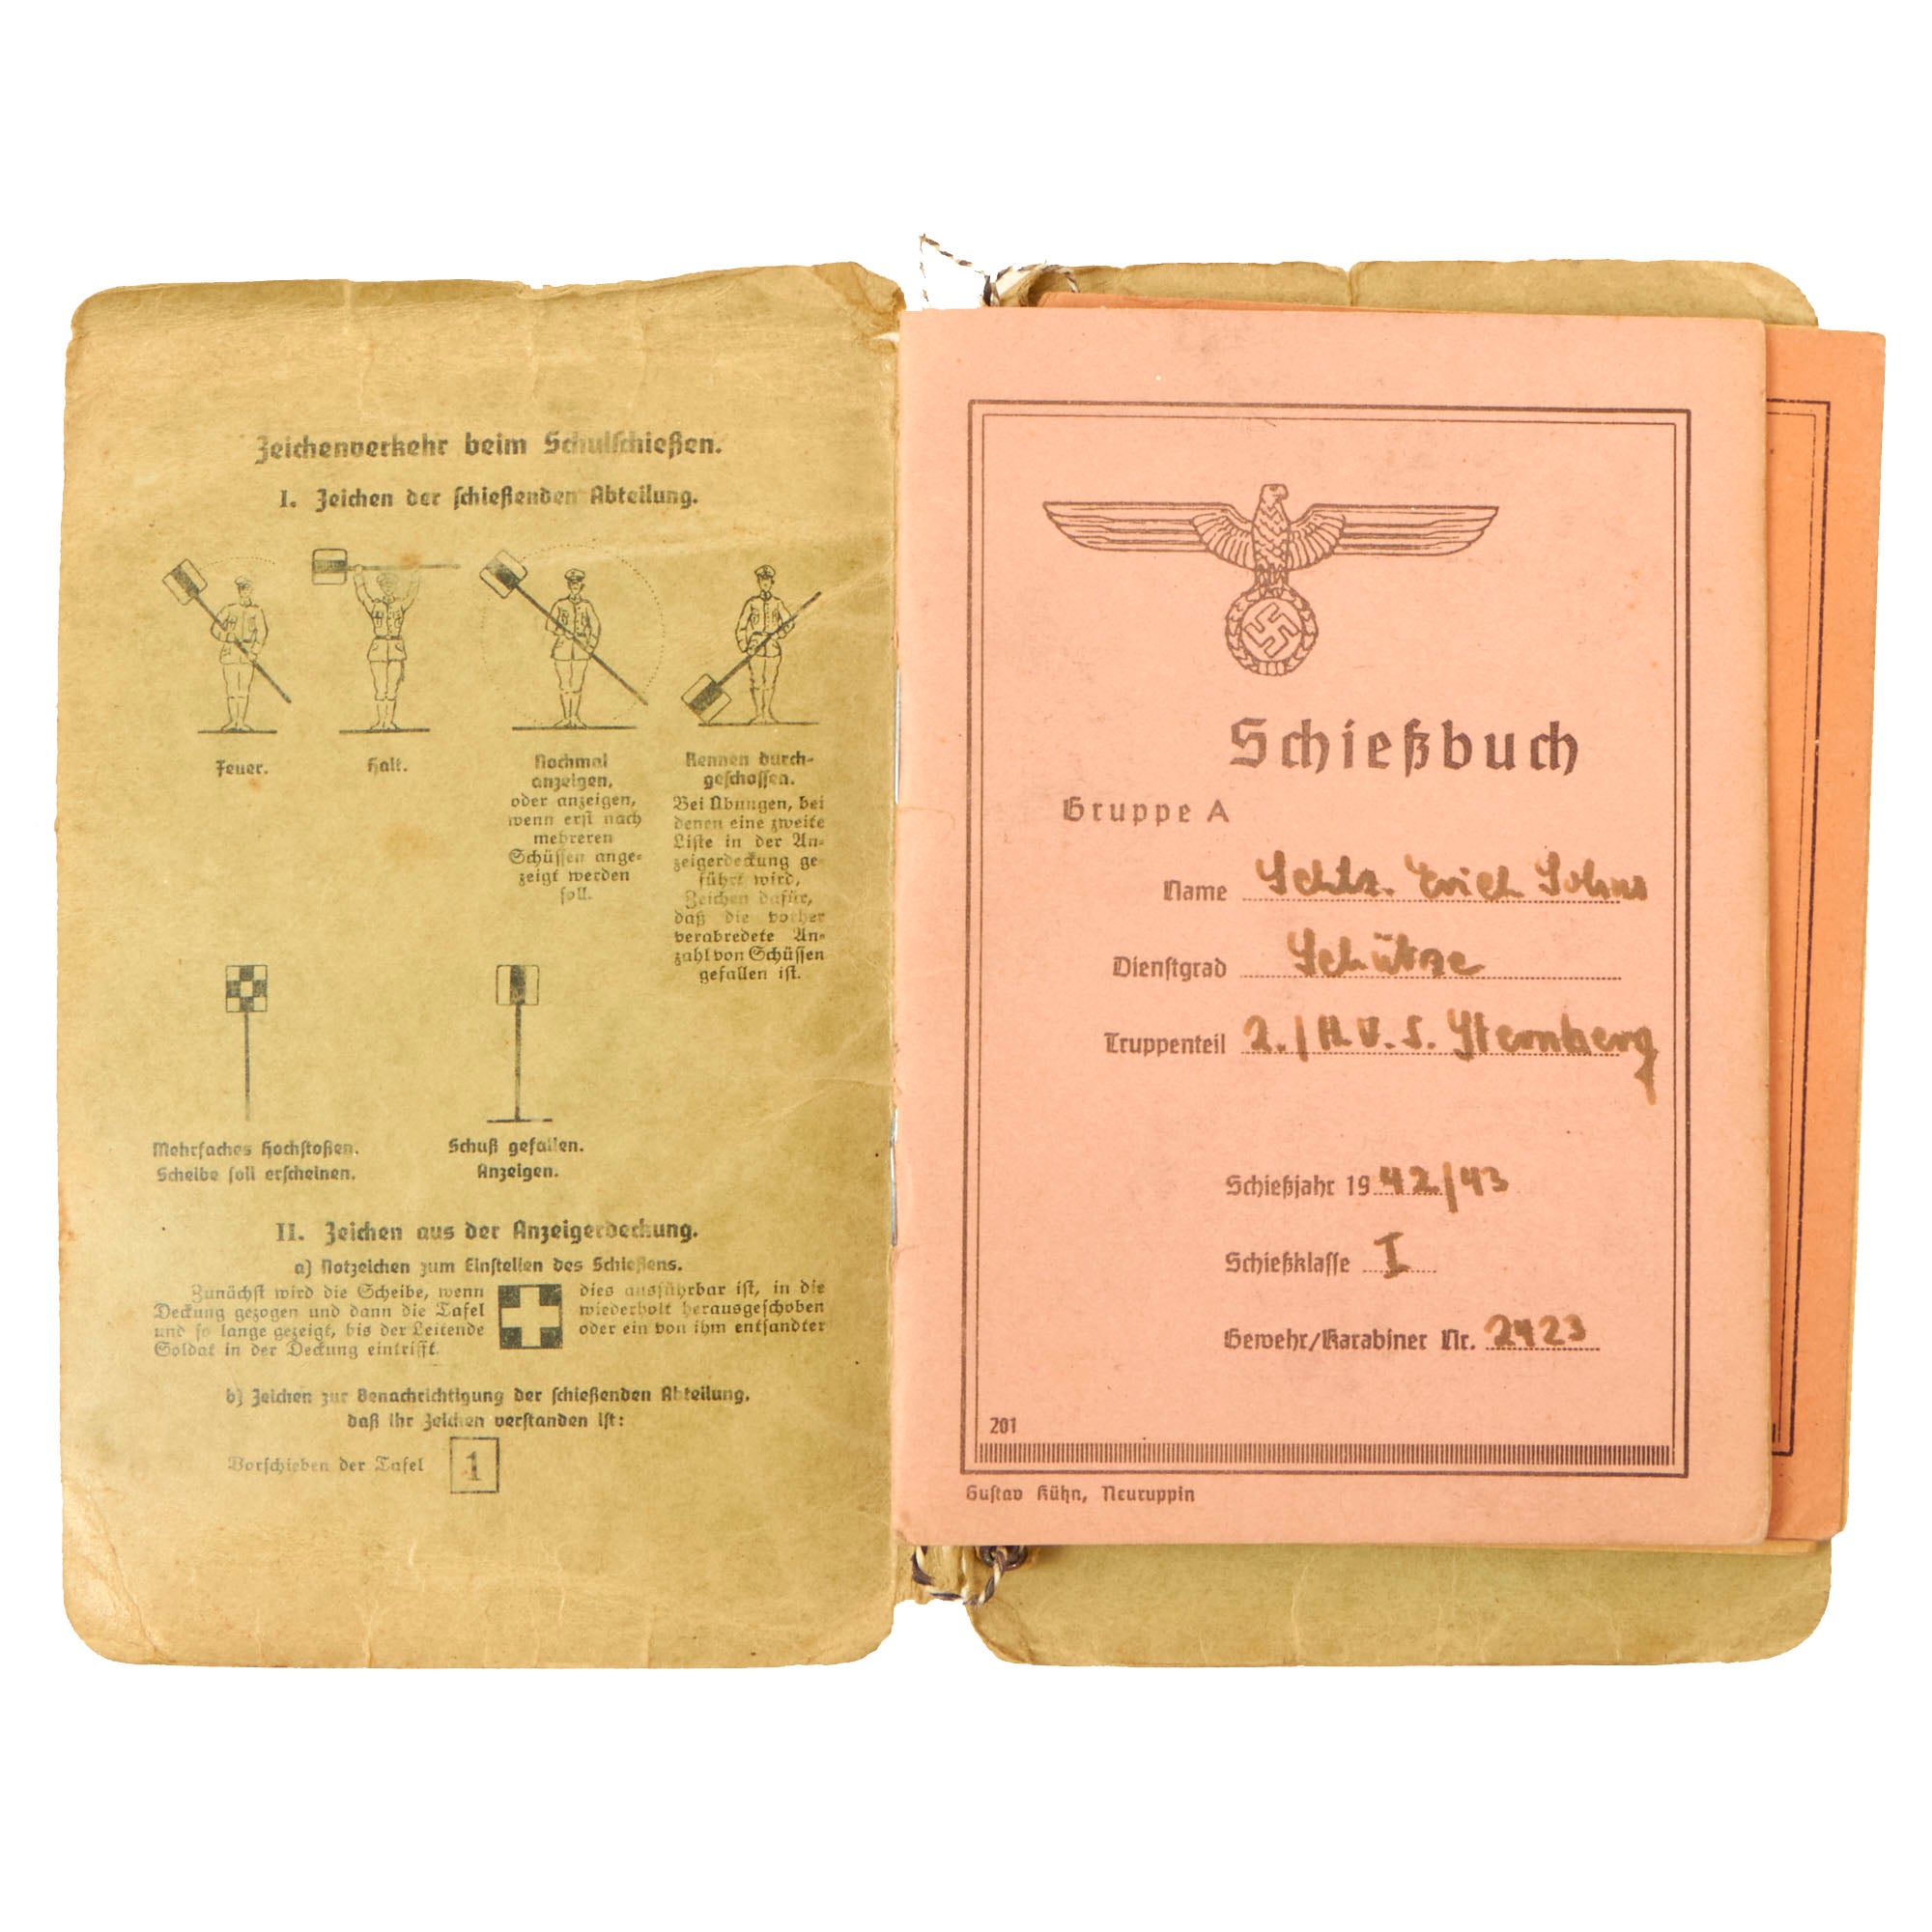 Zeichenverkehr beim Schulschießen.
I. Zeichen der schießenden Abteilung.
Feuer.
Halt.
Nochmal
anzeigen,
oder anzeigen,
wenn erst nach
mehreren
Schüssen ange-
zeigt werden
soll.
Rennen durch-
geschossen.
Bei Übungen, bei
denen eine zweite
Liste in der An-
zeigerdeckung ge-
führt wird,
Zeichen dafür,
daß die vorher
verabredete An-
zahl von Schüssen
gefallen ist.
Mehrfaches Hochstoßen.
Scheibe soll erscheinen.
Schuß gefallen.
Anzeigen.
II. Zeichen aus der Anzeigerdeckung.
a) Notzeichen zum Einstellen des Schießens.
Zunächst wird die Scheibe, wenn dies ausführbar ist, in die
Deckung gezogen und dann die Tafel wiederholt herausgeschoben
und so lange gezeigt, bis der Leitende oder ein von ihm entsandter
Soldat in der Deckung eintrifft.
b) Zeichen zur Benachrichtigung der schießenden Abteilung,
daß ihr Zeichen verstanden ist:
Vorschieben der Tafel 1
Schießbuch
Gruppe A
Name Schtz. Erich
Dienstgrad Schütze
Truppenteil 2./H.V.S. Sternberg
Schießjahr 1942/43
Schießklasse I
Gewehr/Karabiner Nr. 2423
201
Gustav Kühn, Neuruppin